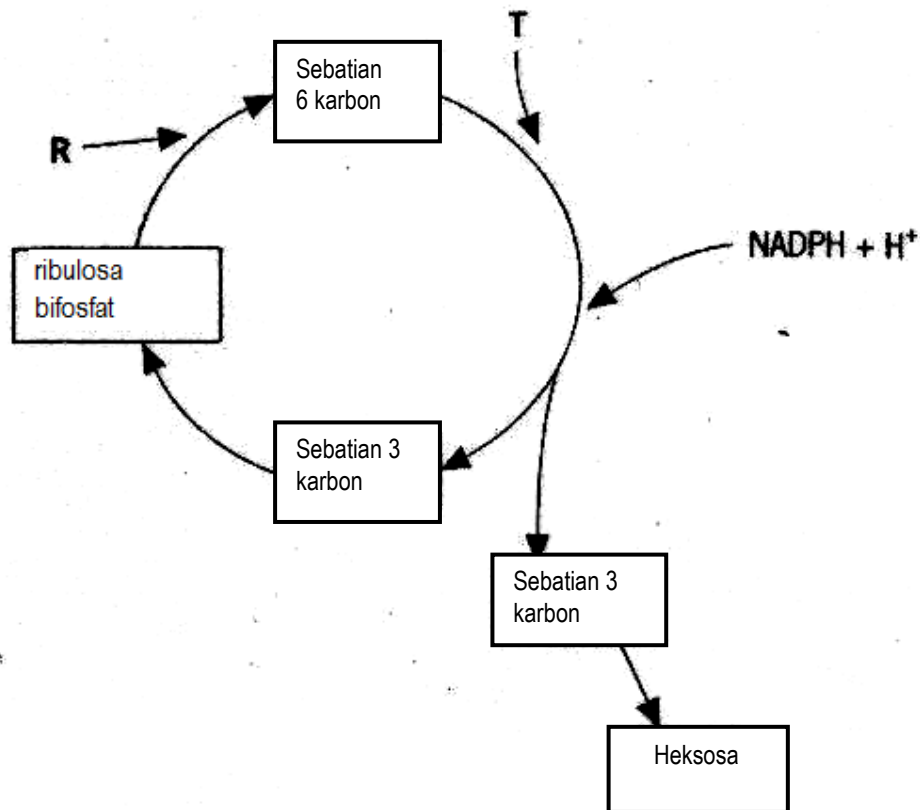 T
Sebatian
6 karbon
R
NADPH + H⁺
ribulosa
bifosfat
Sebatian 3
karbon
Sebatian 3
karbon
Heksosa